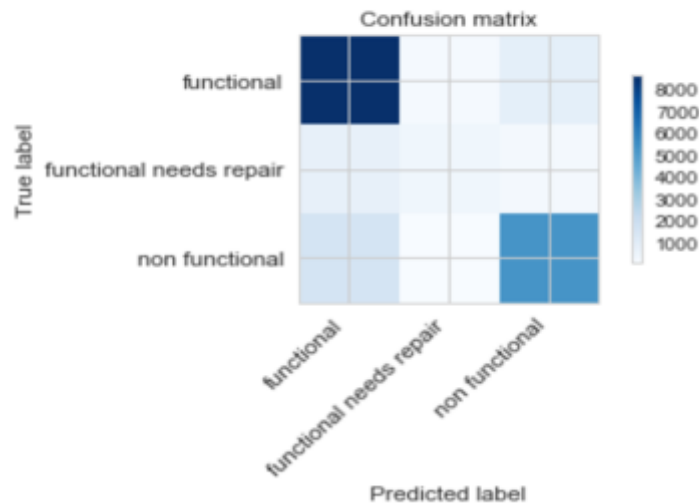 Confusion matrix
True label
functional
functional needs repair
non functional
8000
7000
6000
5000
4000
3000
2000
1000
functional
functional needs repair
non functional
Predicted label